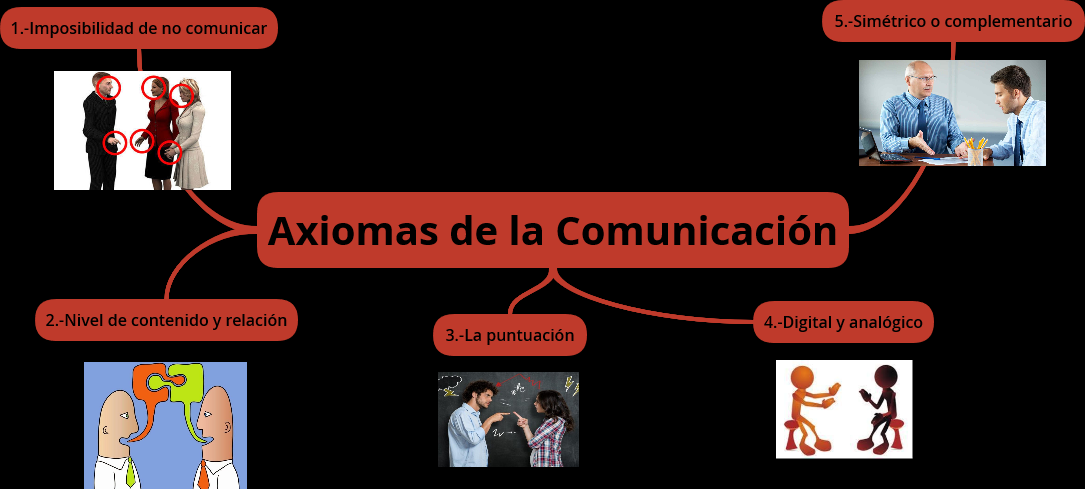 1.-Imposibilidad de no comunicar
5.-Simétrico o complementario
Axiomas de la Comunicación
2.-Nivel de contenido y relación
3.-La puntuación
4.-Digital y analógico